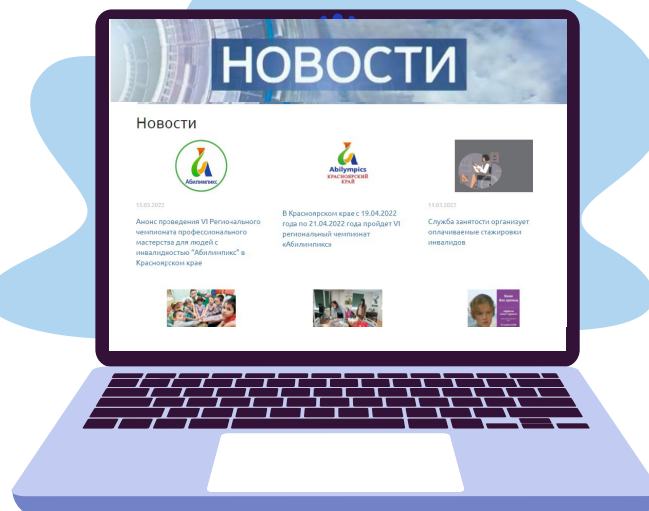 НОВОСТИ
Новости
Абилимпикс
Abilympics
КРАСНОЯРСКИЙ
КРАЙ
Анонс проведения VI Регионального
чемпионата профессионального
мастерства для людей с
инвалидностью "Абилимпикс" в
Красноярском крае
В Красноярском крае с 19.04.2022
года по 21.04.2022 года пройдет VI
региональный чемпионат
«Абилимпикс»
Служба занятости организует
оплачиваемые стажировки
инвалидов